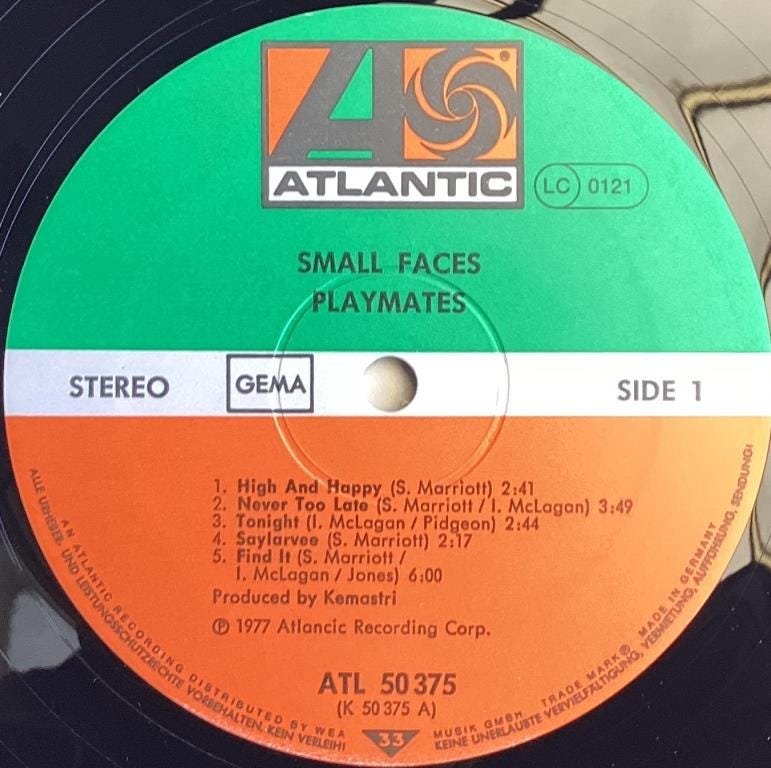 ATLANTIC
LC 0121
SMALL FACES
PLAYMATES
STEREO GEMA SIDE 1
1. High And Happy (S. Marriott) 2:41
2. Never Too Late (S. Marriott / I. McLagan) 3:49
3. Tonight (I. McLagan / Pidgeon) 2:44
4. Saylarvee (S. Marriott) 2:17
5. Find It (S. Marriott /
I. McLagan / Jones) 6:00
Produced by Kemastri
℗ 1977 Atlancic Recording Corp.
ATL 50 375
(K 50 375 A)
33
AN ATLANTIC RECORDING DISTRIBUTED BY WEA MUSIK GMBH TRADE MARK ® MADE IN GERMANY
ALLE URHEBER- UND LEISTUNGSSCHUTZRECHTE VORBEHALTEN, KEIN VERLEIH! KEINE UNERLAUBTE VERVIELFÄLTIGUNG, VERMIETUNG, AUFFÜHRUNG, SENDUNG!